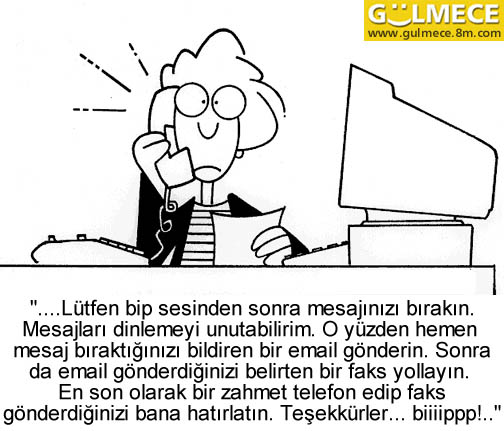 GÜLMECE
www.gulmece.8m.com
"....Lütfen bip sesinden sonra mesajınızı bırakın.
Mesajları dinlemeyi unutabilirim. O yüzden hemen
mesaj bıraktığınızı bildiren bir email gönderin. Sonra
da email gönderdiğinizi belirten bir faks yollayın.
En son olarak bir zahmet telefon edip faks
gönderdiğinizi bana hatırlatın. Teşekkürler... biiiippp!.."